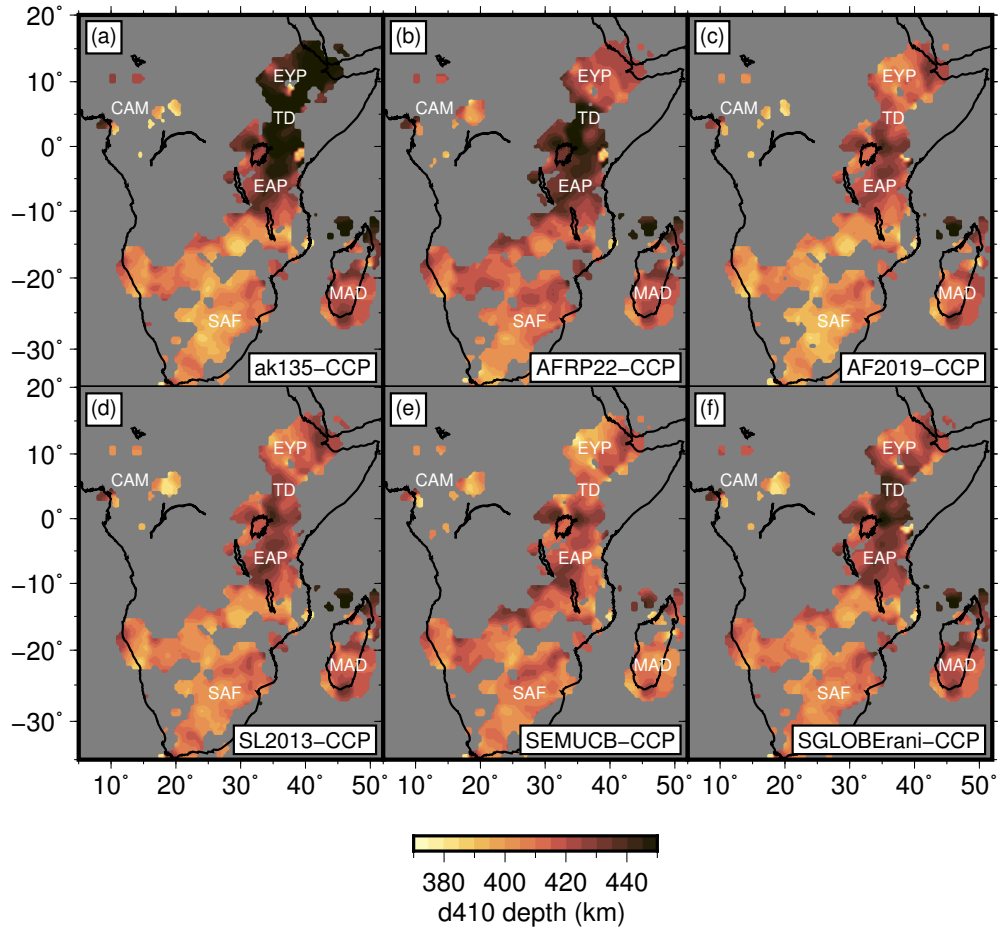 20˚
(a) (b) (c)
EYP EYP EYP
10˚
CAM CAM CAM
TD TD TD
0˚
EAP EAP EAP
−10˚
−20˚
MAD MAD MAD
SAF SAF SAF
−30˚
ak135−CCP AFRP22−CCP AF2019−CCP
20˚
(d) (e) (f)
EYP EYP EYP
10˚
CAM CAM CAM
TD TD TD
0˚
EAP EAP EAP
−10˚
−20˚
MAD MAD MAD
SAF SAF SAF
−30˚
SL2013−CCP SEMUCB−CCP SGLOBErani−CCP
10˚ 20˚ 30˚ 40˚ 50˚ 10˚ 20˚ 30˚ 40˚ 50˚ 10˚ 20˚ 30˚ 40˚ 50˚
380 400 420 440
d410 depth (km)